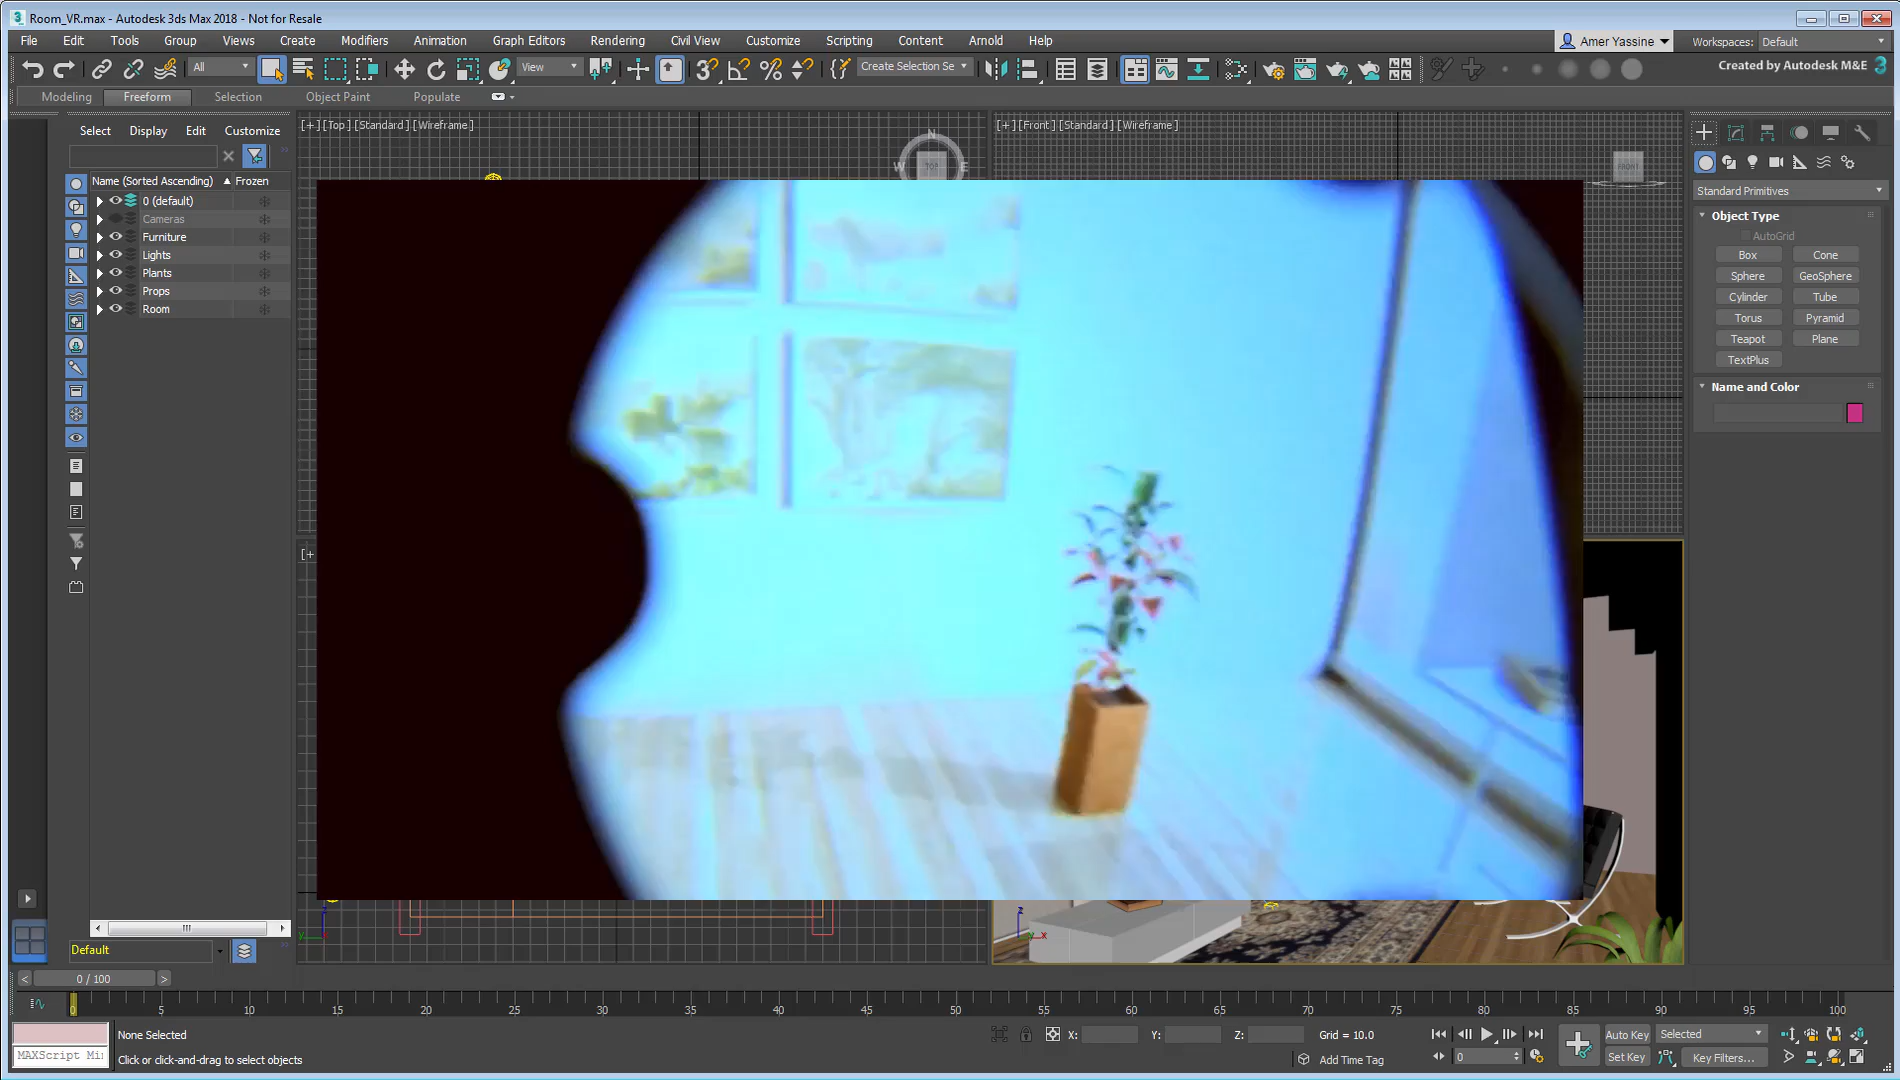 Room_VR.max - Autodesk 3ds Max 2018 - Not for Resale
File Edit Tools Group Views Create Modifiers Animation Graph Editors Rendering Civil View Customize Scripting Content Arnold Help
Amer Yassine
Workspaces: Default
All
View
Create Selection Se
Created by Autodesk M&E
Modeling Freeform Selection Object Paint Populate
Select Display Edit Customize
Name (Sorted Ascending) Frozen
0 (default)
Cameras
Furniture
Lights
Plants
Props
Room
[+] [Top] [Standard] [Wireframe]
N
W TOP E
[+] [Front] [Standard] [Wireframe]
FRONT
[+
Standard Primitives
Object Type
AutoGrid
Box Cone
Sphere GeoSphere
Cylinder Tube
Torus Pyramid
Teapot Plane
TextPlus
Name and Color
z
y
z
x
Default
0 / 100
0 5 10 15 20 25 30 35 40 45 50 55 60 65 70 75 80 85 90 95 100
None Selected
X: Y: Z: Grid = 10.0
Auto Key Selected
MAXScript Mi
Click or click-and-drag to select objects
Add Time Tag
0
Set Key Key Filters...